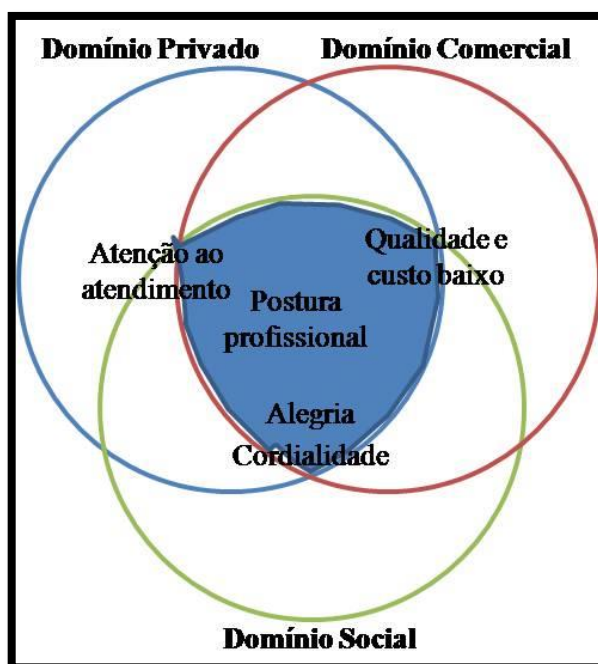 Domínio Privado
Domínio Comercial
Atenção ao
atendimento
Qualidade e
custo baixo
Postura
profissional
Alegria
Cordialidade
Domínio Social